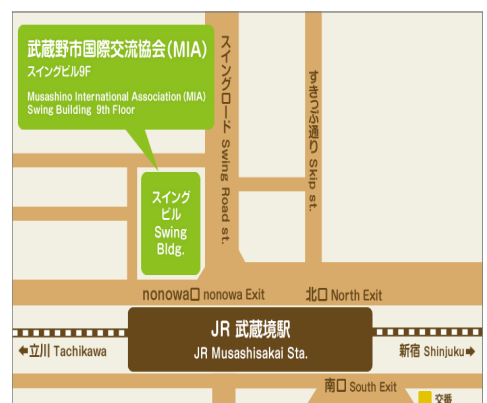 武蔵野市国際交流協会(MIA)
スイングビル9F
Musashino International Association (MIA)
Swing Building 9th Floor
スイングロード Swing Road st.
すきっぷ通り Skip st.
スイング
ビル
Swing
Bldg.
nonowa口 nonowa Exit
北口 North Exit
JR 武蔵境駅
JR Musashisakai Sta.
←立川 Tachikawa
新宿 Shinjuku→
南口 South Exit
交番